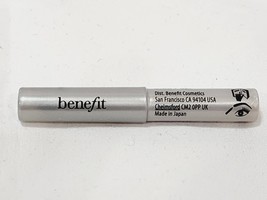 benefit
Dist. Benefit Cosmetics
San Francisco CA 94104 USA
Chelmsford CM2 0PP UK
Made in Japan